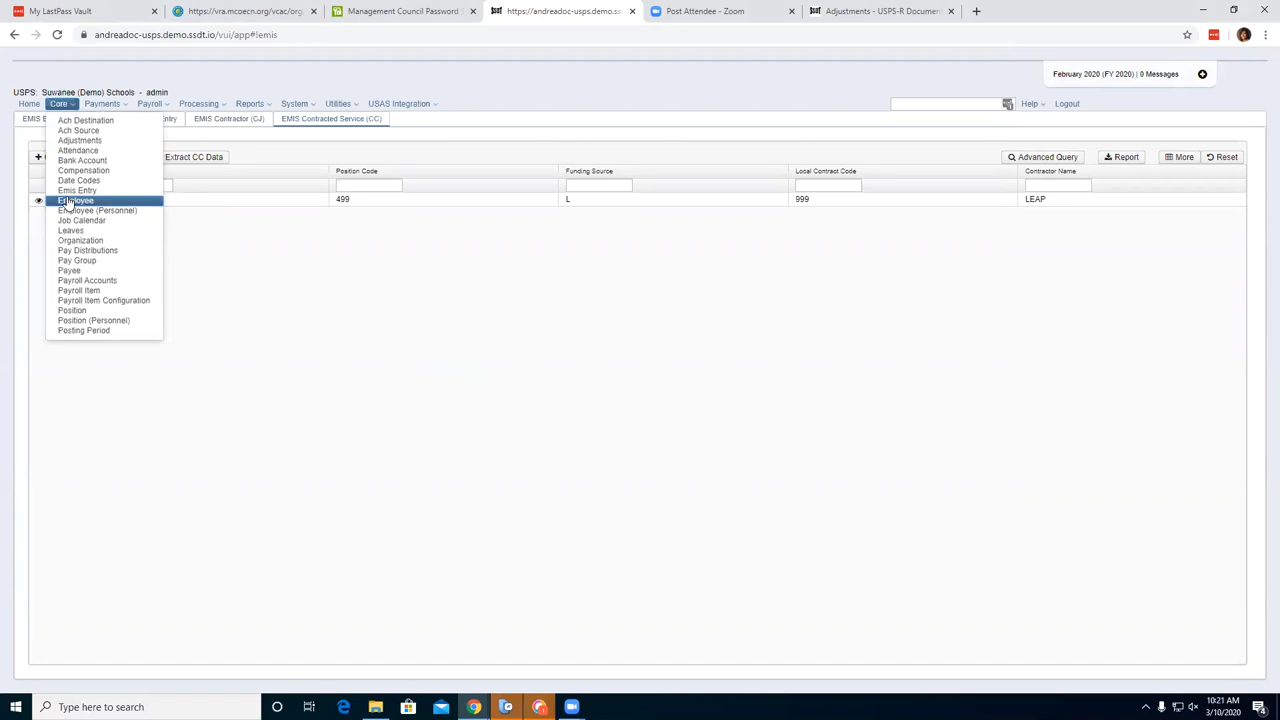 My LastPass Vault
https://vra.mcoecn.org/vcac/org
Management Council Password S
https://andreadoc-usps.demo.ssd
Post Attendee - Zoom
Adjustments - USPS-R Document
andreadoc-usps.demo.ssdt.io/vui/app#!emis
February 2020 (FY 2020) | 0 Messages
USPS: Suwanee (Demo) Schools - admin
Home Core Payments Payroll Processing Reports System Utilities USAS Integration Help Logout
EMIS E ntry EMIS Contractor (CJ) EMIS Contracted Service (CC)
Extract CC Data Advanced Query Report More Reset
Position Code Funding Source Local Contract Code Contractor Name
499 L 999 LEAP
Ach Destination
Ach Source
Adjustments
Attendance
Bank Account
Compensation
Date Codes
Emis Entry
Employee
Employee (Personnel)
Job Calendar
Leaves
Organization
Pay Distributions
Pay Group
Payee
Payroll Accounts
Payroll Item
Payroll Item Configuration
Position
Position (Personnel)
Posting Period
Type here to search
10:21 AM
3/10/2020
4